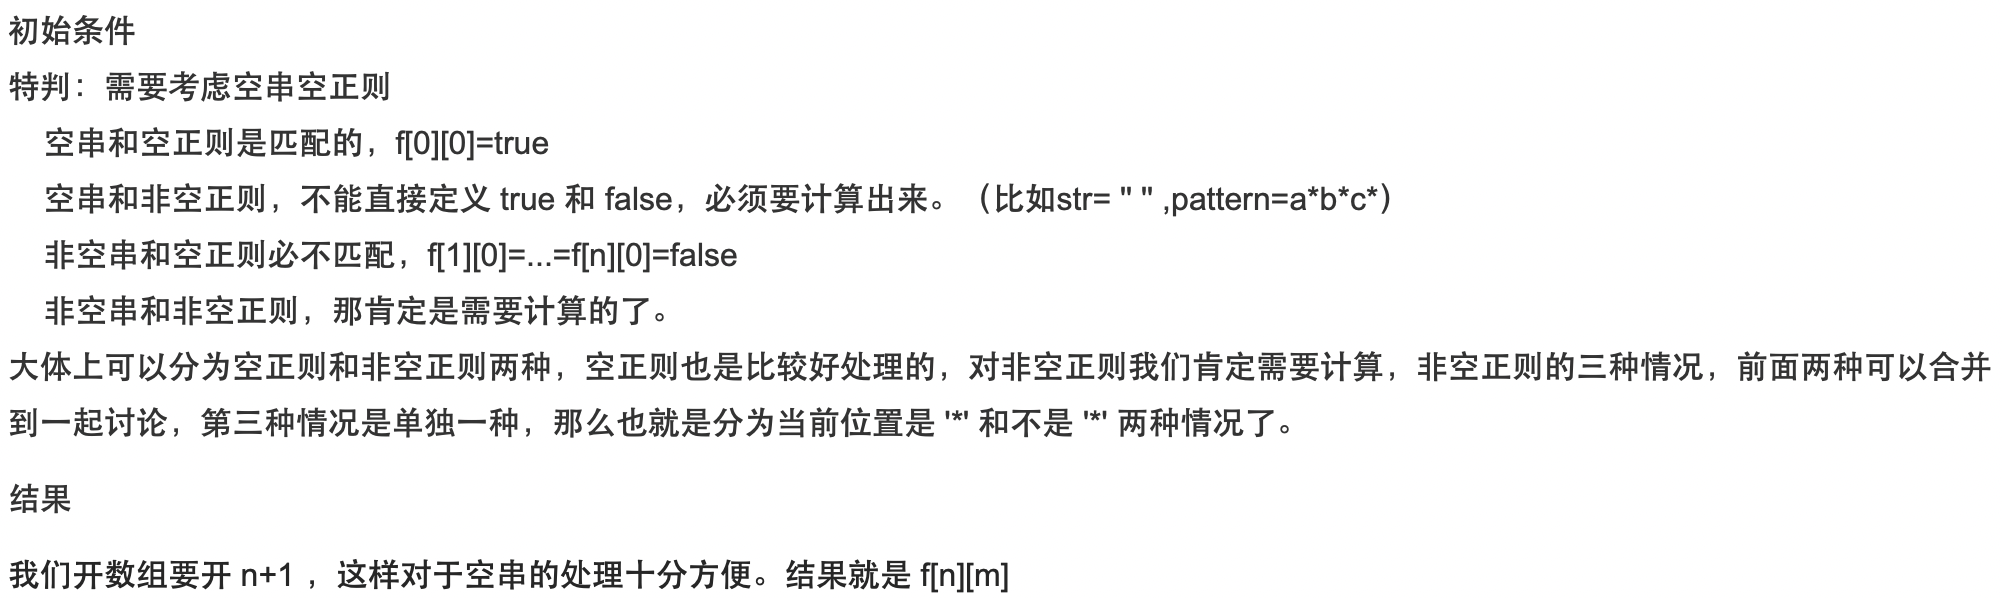 初始条件
特判：需要考虑空串空正则
空串和空正则是匹配的，f[0][0]=true
空串和非空正则，不能直接定义 true 和 false，必须要计算出来。（比如str= " " ,pattern=a*b*c*）
非空串和空正则必不匹配，f[1][0]=...=f[n][0]=false
非空串和非空正则，那肯定是需要计算的了。
大体上可以分为空正则和非空正则两种，空正则也是比较好处理的，对非空正则我们肯定需要计算，非空正则的三种情况，前面两种可以合并
到一起讨论，第三种情况是单独一种，那么也就是分为当前位置是 '*' 和不是 '*' 两种情况了。
结果
我们开数组要开 n+1 ，这样对于空串的处理十分方便。结果就是 f[n][m]